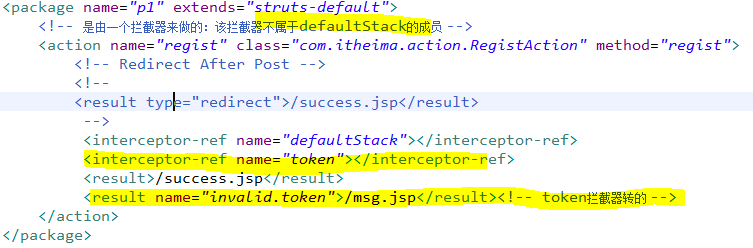 <package name="p1" extends="struts-default">
<!-- 是由一个拦截器来做的：该拦截器不属于defaultStack的成员 -->
<action name="regist" class="com.itheima.action.RegistAction" method="regist">
<!-- Redirect After Post -->
<!--
<result type="redirect">/success.jsp</result>
-->
<interceptor-ref name="defaultStack"></interceptor-ref>
<interceptor-ref name="token"></interceptor-ref>
<result>/success.jsp</result>
<result name="invalid.token">/msg.jsp</result><!-- token拦截器转的 -->
</action>
</package>